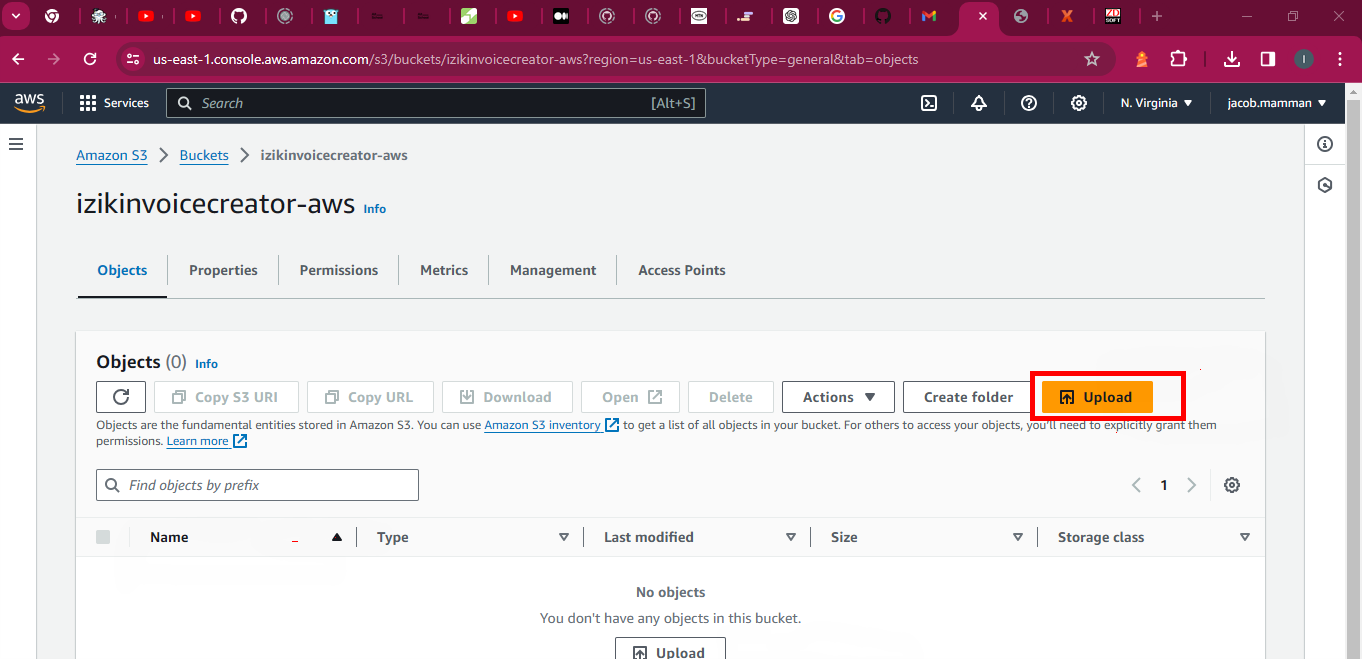 us-east-1.console.aws.amazon.com/s3/buckets/izikinvoicecreator-aws?region=us-east-1&bucketType=general&tab=objects
I
aws
Services
Search
[Alt+S]
N. Virginia
jacob.mamman
Amazon S3
Buckets
izikinvoicecreator-aws
izikinvoicecreator-aws
Info
Objects
Properties
Permissions
Metrics
Management
Access Points
Objects (0)
Info
Copy S3 URI
Copy URL
Download
Open
Delete
Actions
Create folder
Upload
Objects are the fundamental entities stored in Amazon S3. You can use Amazon S3 inventory to get a list of all objects in your bucket. For others to access your objects, you'll need to explicitly grant them
permissions. Learn more
Find objects by prefix
1
Name
Type
Last modified
Size
Storage class
No objects
You don't have any objects in this bucket.
Upload